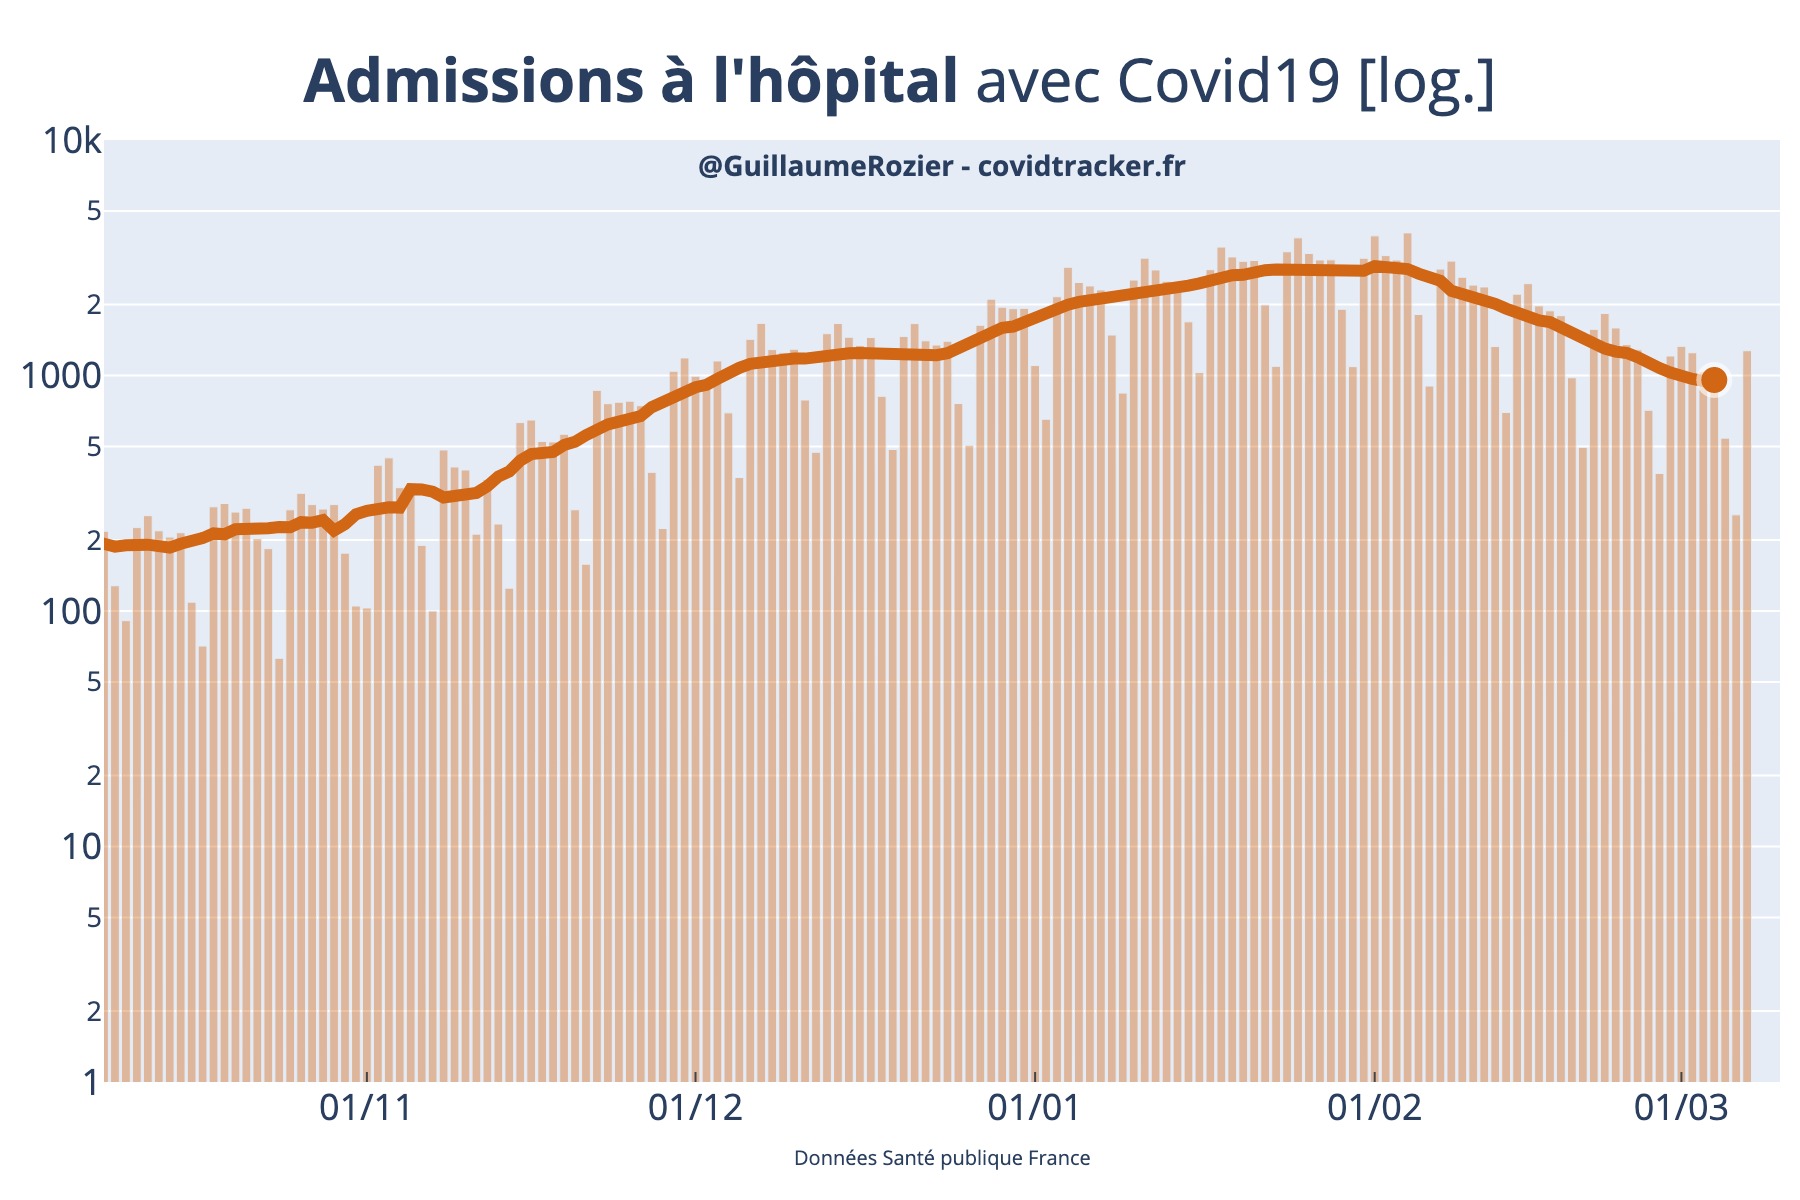 Admissions à l'hôpital avec Covid19 [log.]
@GuillaumeRozier - covidtracker.fr
10k
5
2
1000
5
2
100
5
2
10
5
2
1
01/11 01/12 01/01 01/02 01/03
Données Santé publique France